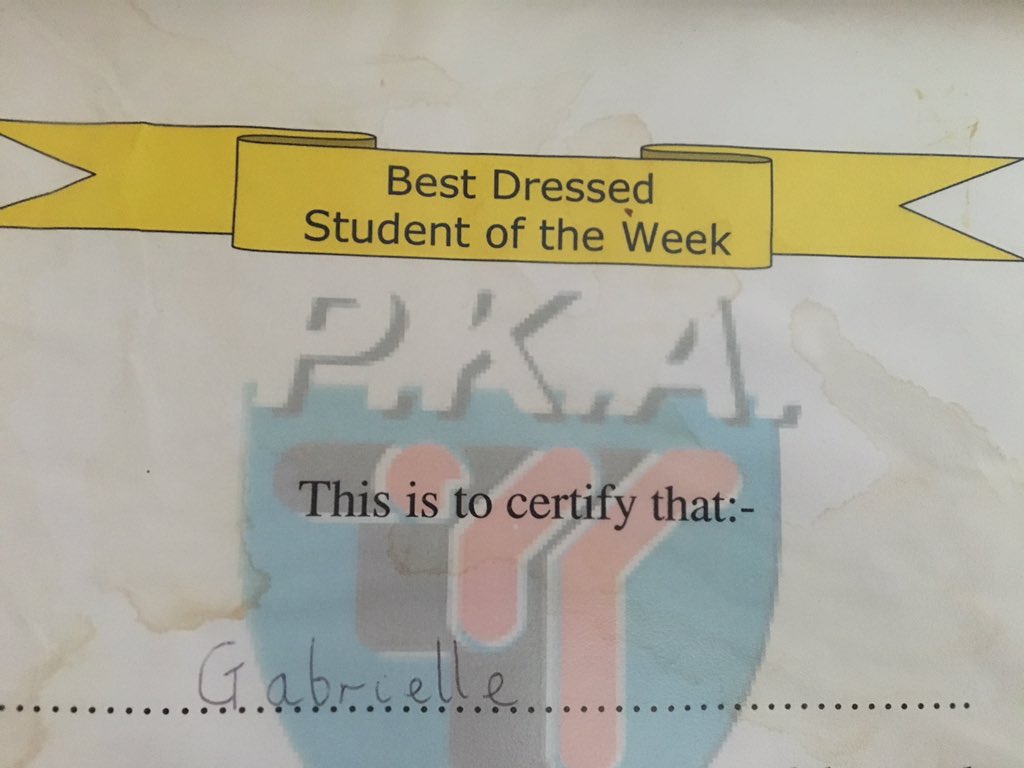 Best Dressed
Student of the Week
P.K.A.
This is to certify that:-
Gabrielle